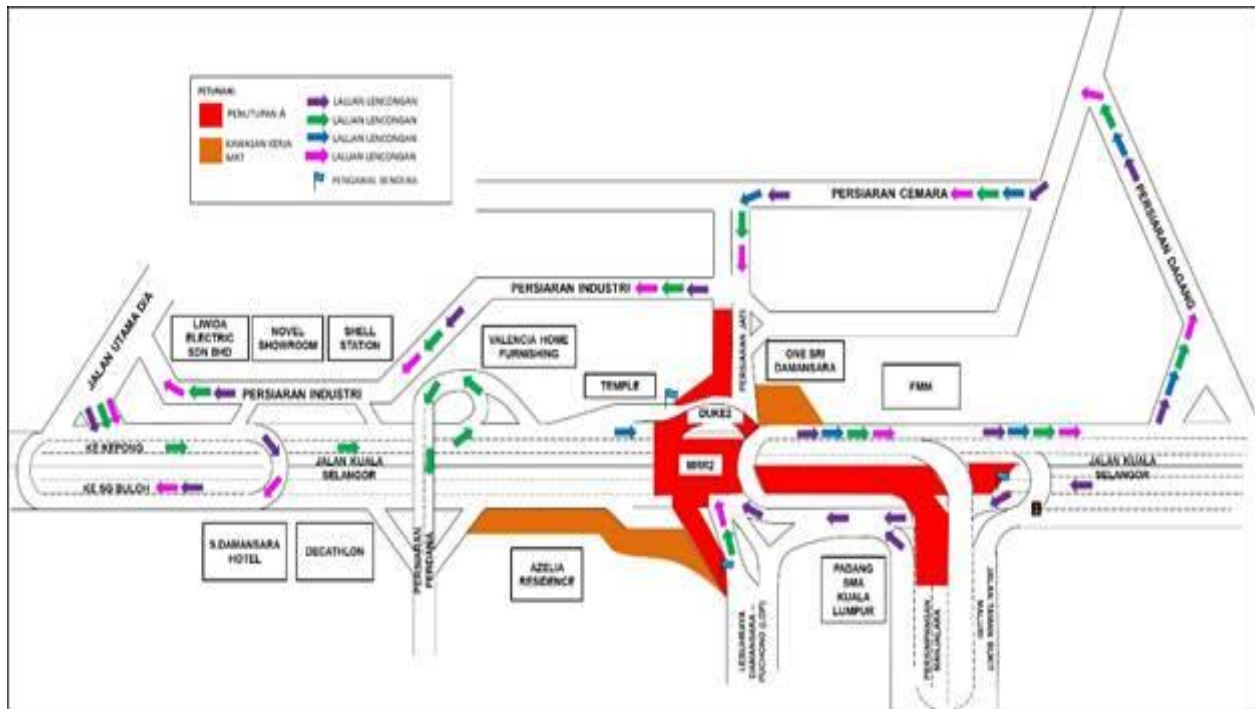 PETUNJUK:
PENUTUPAN A
KAWASAN KERJA
MRT
LALUAN LENCONGAN
LALUAN LENCONGAN
LALUAN LENCONGAN
LALUAN LENCONGAN
PENGAWAL BENDERA
PERSIARAN CEMARA
PERSIARAN DAGANG
PERSIARAN INDUSTRI
JALAN UTAMA DIA
LIWIDA
ELECTRIC
SDN BHD
NOVEL
SHOWROOM
SHELL
STATION
VALENCIA HOME
FURNISHING
PERSIARAN JATI
ONE SRI
DAMANSARA
TEMPLE
FMM
PERSIARAN INDUSTRI
DUKE2
KE KEPONG
JALAN KUALA
SELANGOR
MRR2
JALAN KUALA
SELANGOR
KE SG BULOH
S.DAMANSARA
HOTEL
DECATHLON
PERSIARAN
PERDANA
AZELIA
RESIDENCE
LEBUHRAYA
DAMANSARA -
PUCHONG (LDP)
PADANG
SMA
KUALA
LUMPUR
PERSIMPANGAN
MANJALARA
JALAN TAMAN BUKIT
MALURI